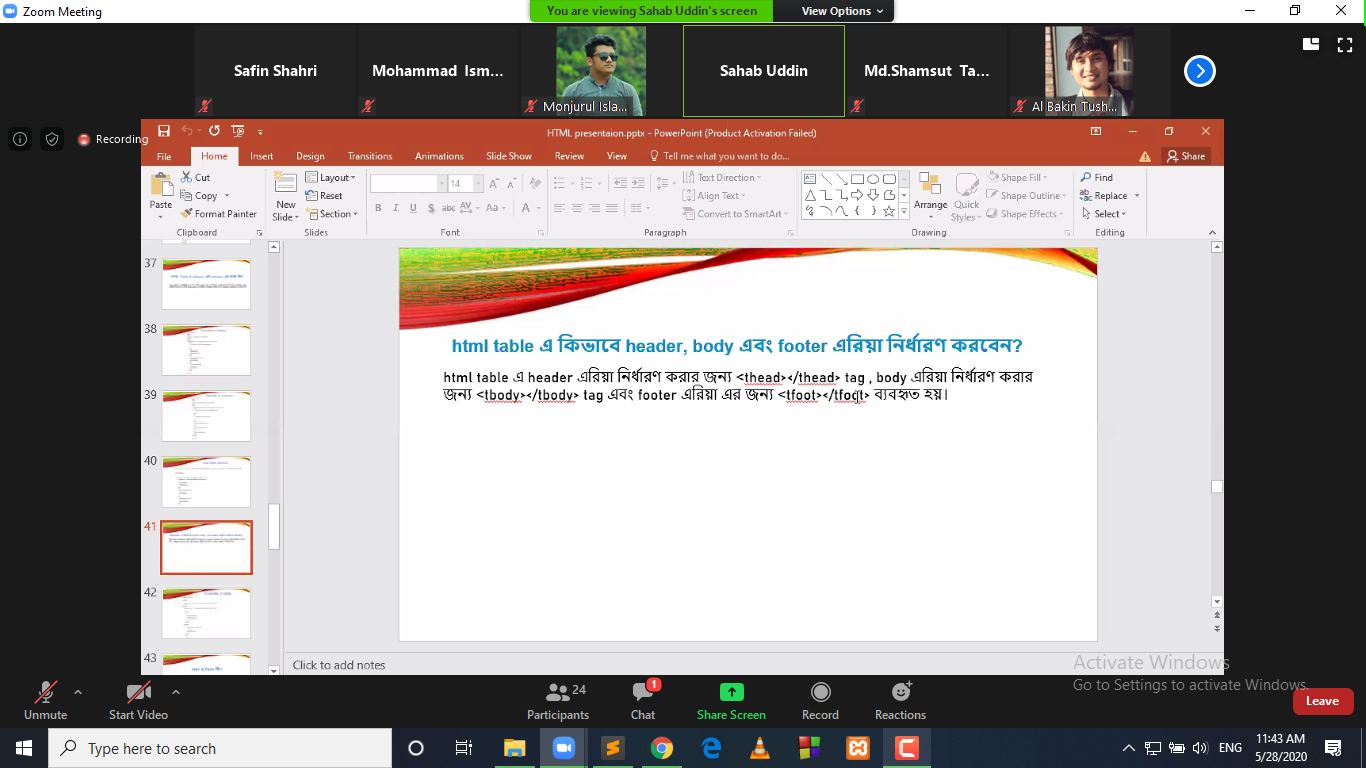 Zoom Meeting
You are viewing Sahab Uddin's screen
View Options
Safin Shahri
Mohammad Ism...
Monjurul Isla...
Sahab Uddin
Md.Shamsut Ta...
Al Bakin Tush...
Recording
HTML presentaion.pptx - PowerPoint (Product Activation Failed)
File Home Insert Design Transitions Animations Slide Show Review View Tell me what you want to do... Share
Paste
Cut
Copy
Format Painter
Clipboard
New Slide
Layout
Reset
Section
Slides
14
Font
Text Direction
Align Text
Convert to SmartArt
Paragraph
Arrange
Quick Styles
Shape Fill
Shape Outline
Shape Effects
Drawing
Find
Replace
Select
Editing
37
38
39
40
41
42
43
html table এ কিভাবে header, body এবং footer এরিয়া নির্ধারণ করবেন?
html table এ header এরিয়া নির্ধারণ করার জন্য <thead></thead> tag , body এরিয়া নির্ধারণ করার
জন্য <tbody></tbody> tag এবং footer এরিয়া এর জন্য <tfoot></tfoot> ব্যবহৃত হয়।
Click to add notes
Activate Windows
Go to Settings to activate Windows.
Unmute
Start Video
Participants
24
Chat
1
Share Screen
Record
Reactions
Leave
Type here to search
ENG
11:43 AM
5/28/2020